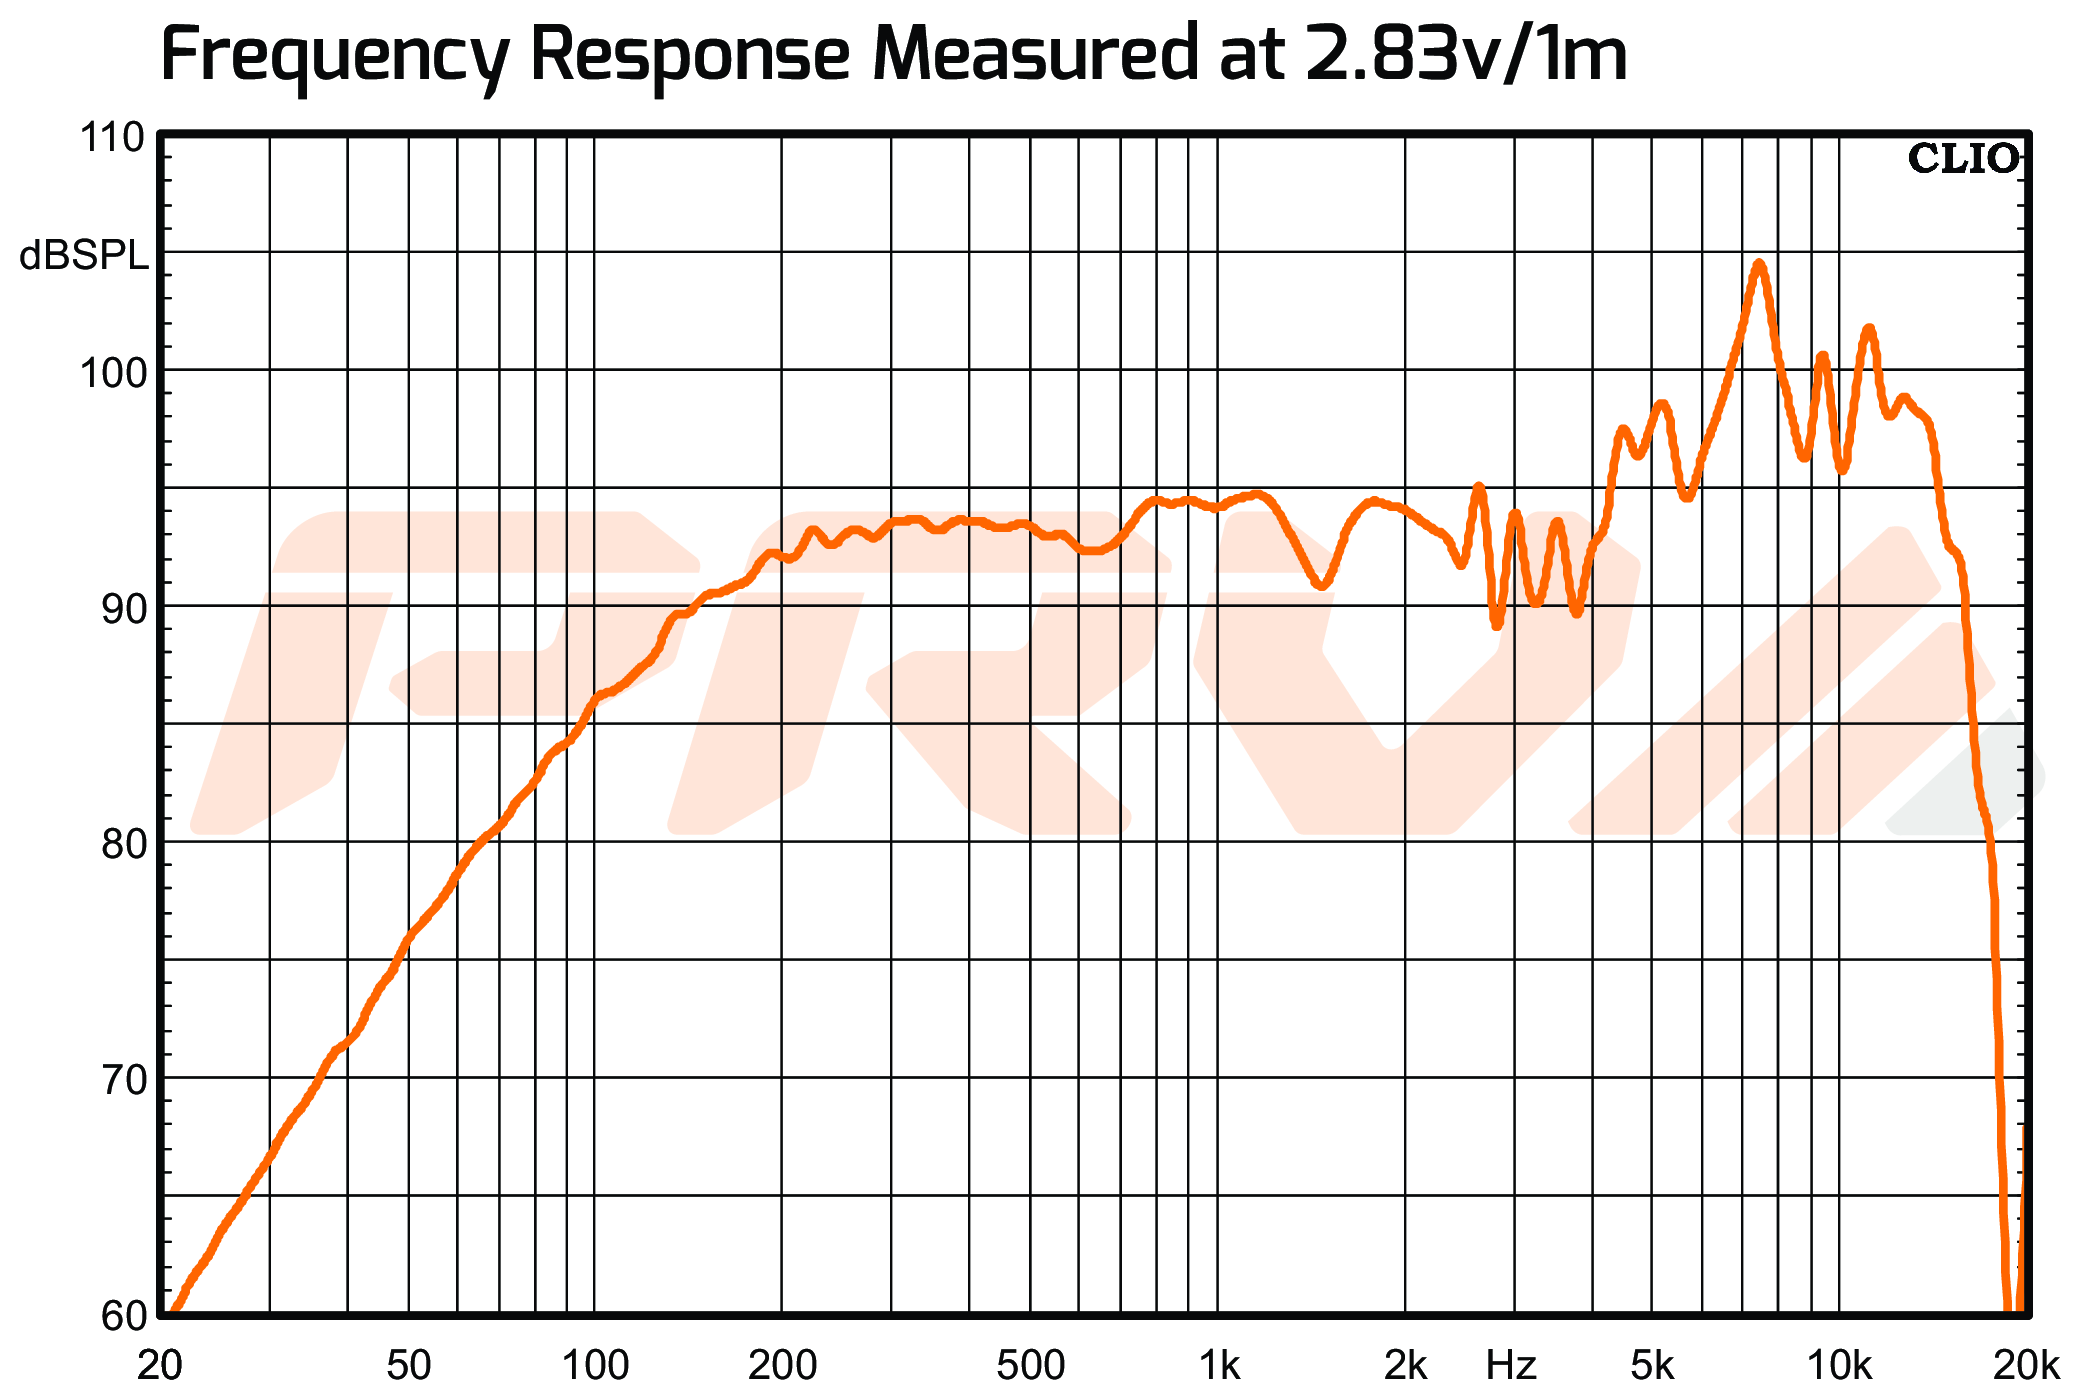 Frequency Response Measured at 2.83v/1m
110
CLIO
dBSPL
100
90
PRV
80
70
60
20 50 100 200 500 1k 2k Hz 5k 10k 20k